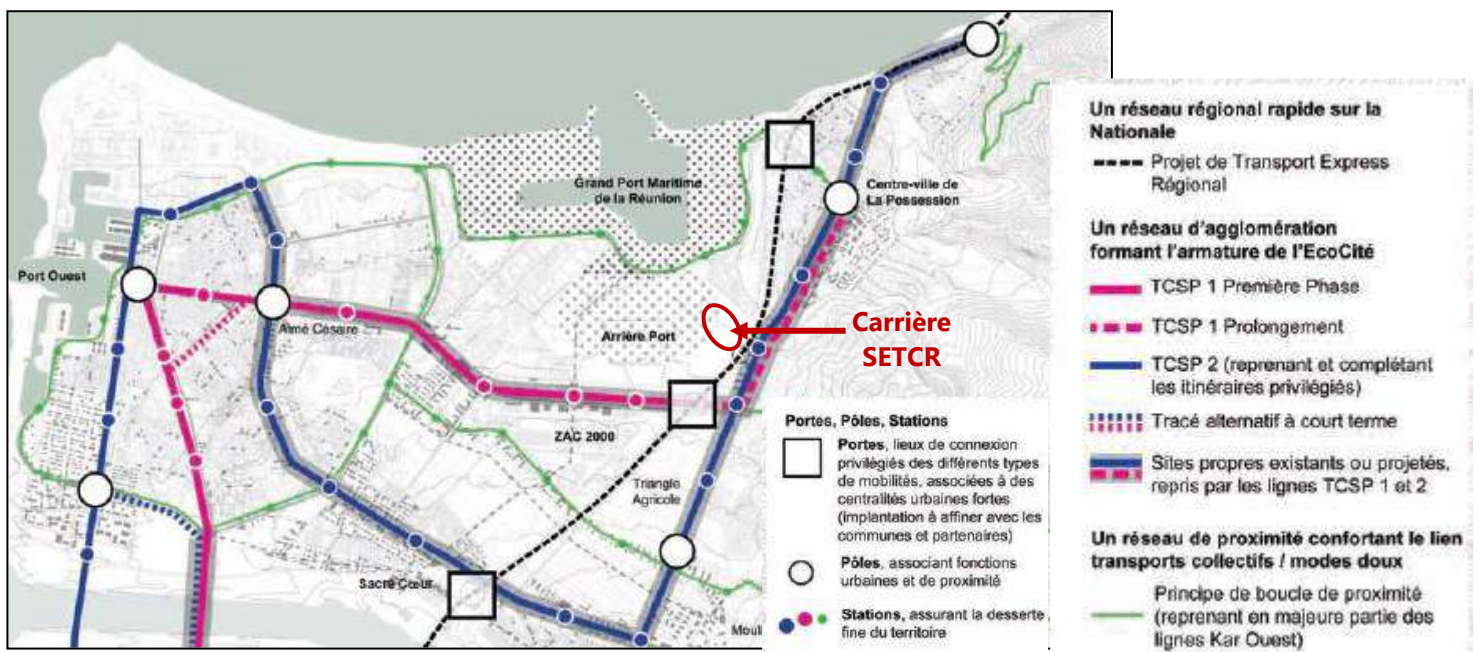 Grand Port Maritime
de la Réunion
Centre-ville de
La Possession
Port Ouest
Aimé Césaire
Arrière Port
Carrière
SETCR
ZAC 2000
Triangle
Agricole
Sacré Cœur
Mouli
Portes, Pôles, Stations
Portes, lieux de connexion
privilégiés des différents types
de mobilités, associées à des
centralités urbaines fortes
(implantation à affiner avec les
communes et partenaires)
Pôles, associant fonctions
urbaines et de proximité
Stations, assurant la desserte
fine du territoire
Un réseau régional rapide sur la
Nationale
Projet de Transport Express
Régional
Un réseau d'agglomération
formant l'armature de l'EcoCité
TCSP 1 Première Phase
TCSP 1 Prolongement
TCSP 2 (reprenant et complétant
les itinéraires privilégiés)
Tracé alternatif à court terme
Sites propres existants ou projetés,
repris par les lignes TCSP 1 et 2
Un réseau de proximité confortant le lien
transports collectifs / modes doux
Principe de boucle de proximité
(reprenant en majeure partie des
lignes Kar Ouest)